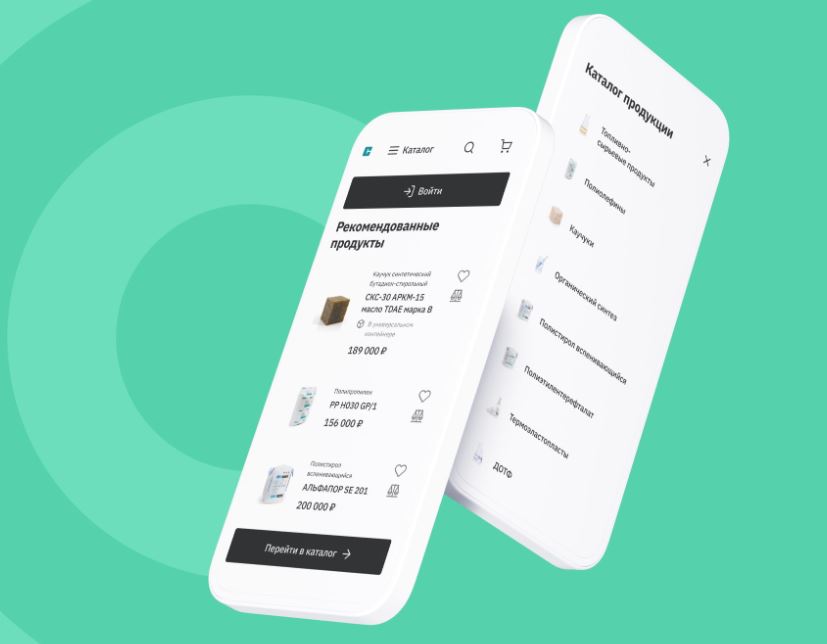 Каталог
Войти
Рекомендованные
продукты
Каучук синтетический
бутадиен-стирольный
СКС-30 АРКМ-15
масло TDAE марка В
В универсальном
контейнере
189 000 ₽
Полипропилен
PP H030 GP/1
156 000 ₽
Полистирол
вспенивающийся
АЛЬФАПОР SE 201
200 000 ₽
Перейти в каталог
Каталог продукции
Топливно-
сырьевые продукты
Полиолефины
Каучуки
Органический синтез
Полистирол вспенивающийся
Полиэтилентерефталат
Термоэластопласты
ДОТФ